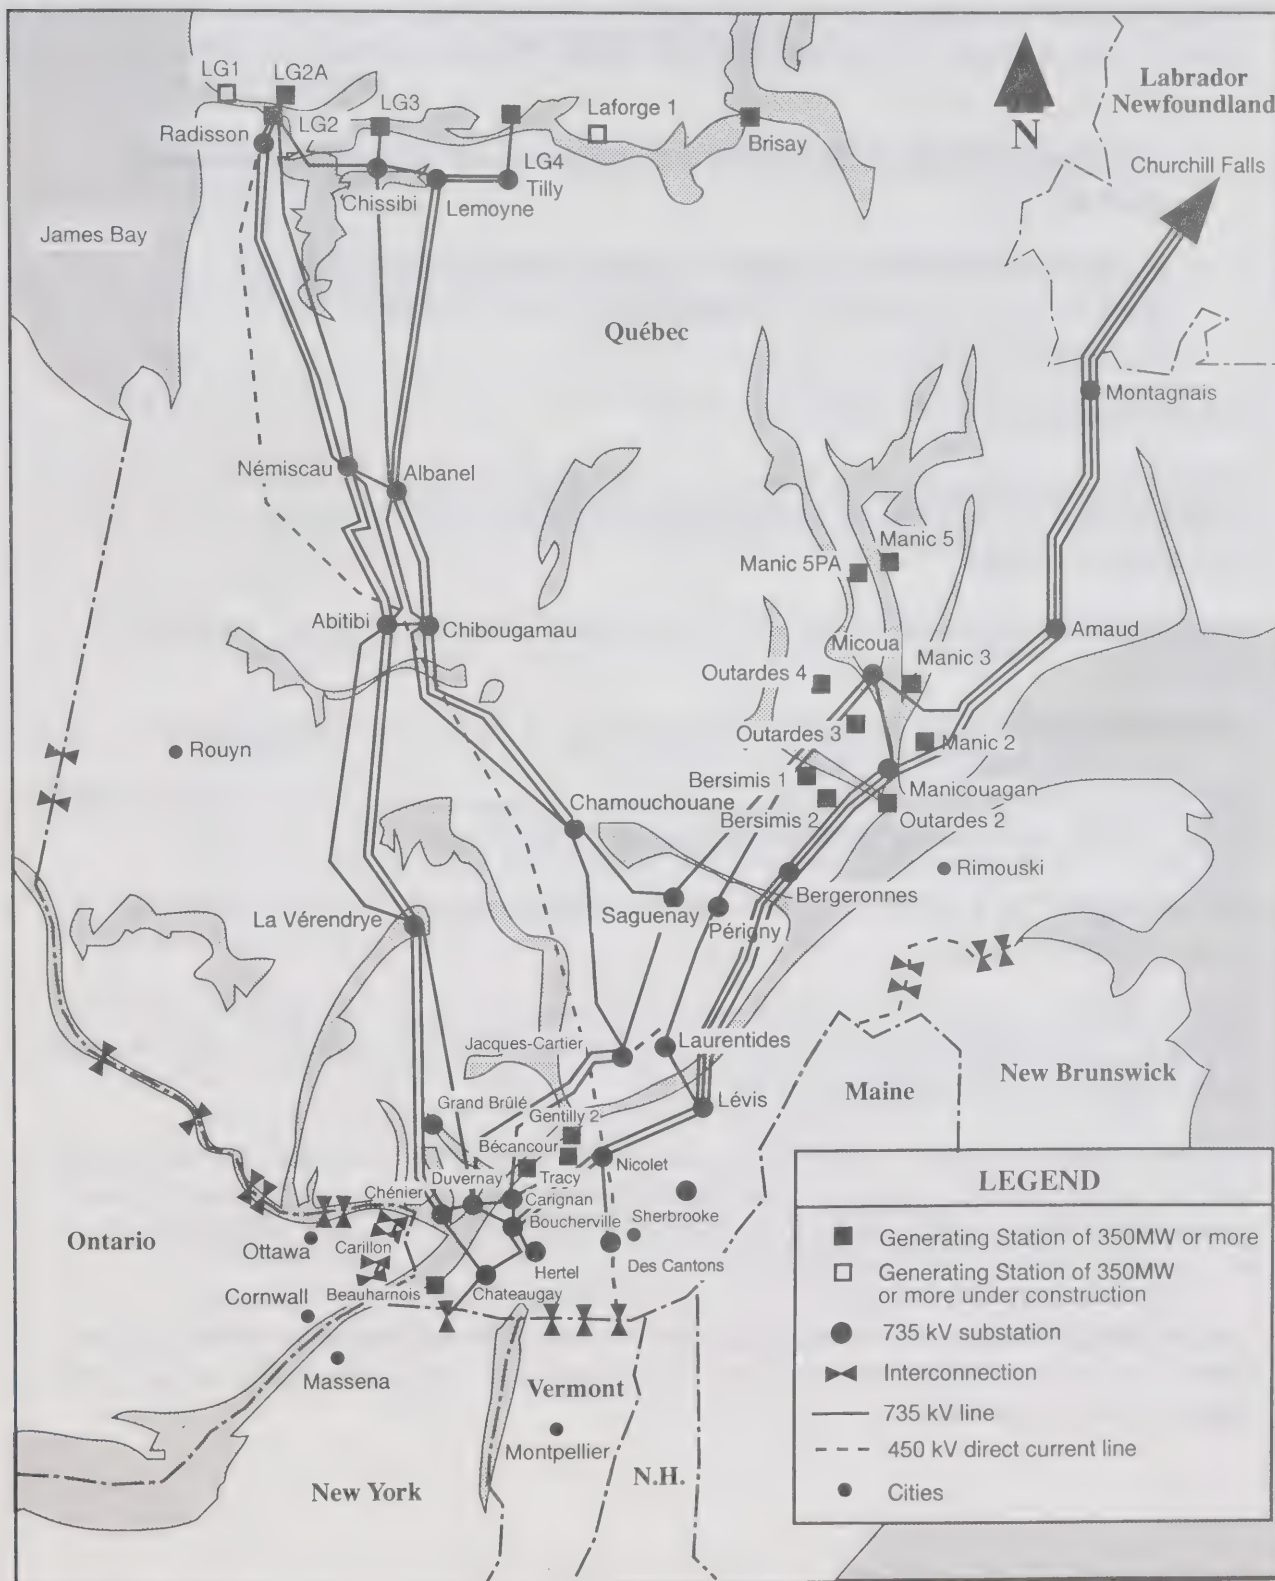 LG1
LG2A
LG3
LG2
Radisson
Laforge 1
Brisay
LG4
Tilly
Chissibi
Lemoyne
N
Labrador
Newfoundland
Churchill Falls
James Bay
Québec
Montagnais
Némiscau
Albanel
Manic 5
Manic 5PA
Abitibi
Chibougamau
Arnaud
Micoua
Manic 3
Outardes 4
Outardes 3
Manic 2
Rouyn
Bersimis 1
Manicouagan
Chamouchouane
Bersimis 2
Outardes 2
Rimouski
Bergeronnes
Saguenay
Périgny
La Vérendrye
Jacques-Cartier
Laurentides
New Brunswick
Maine
Lévis
Grand Brûlé
Gentilly 2
Bécancour
Nicolet
Duvernay
Tracy
Chénier
Carignan
Boucherville
Sherbrooke
Ontario
Ottawa
Carillon
Hertel
Des Cantons
Beauharnois
Chateaugay
Cornwall
Massena
Vermont
Montpellier
N.H.
New York
LEGEND
Generating Station of 350MW or more
Generating Station of 350MW
or more under construction
735 kV substation
Interconnection
735 kV line
450 kV direct current line
Cities